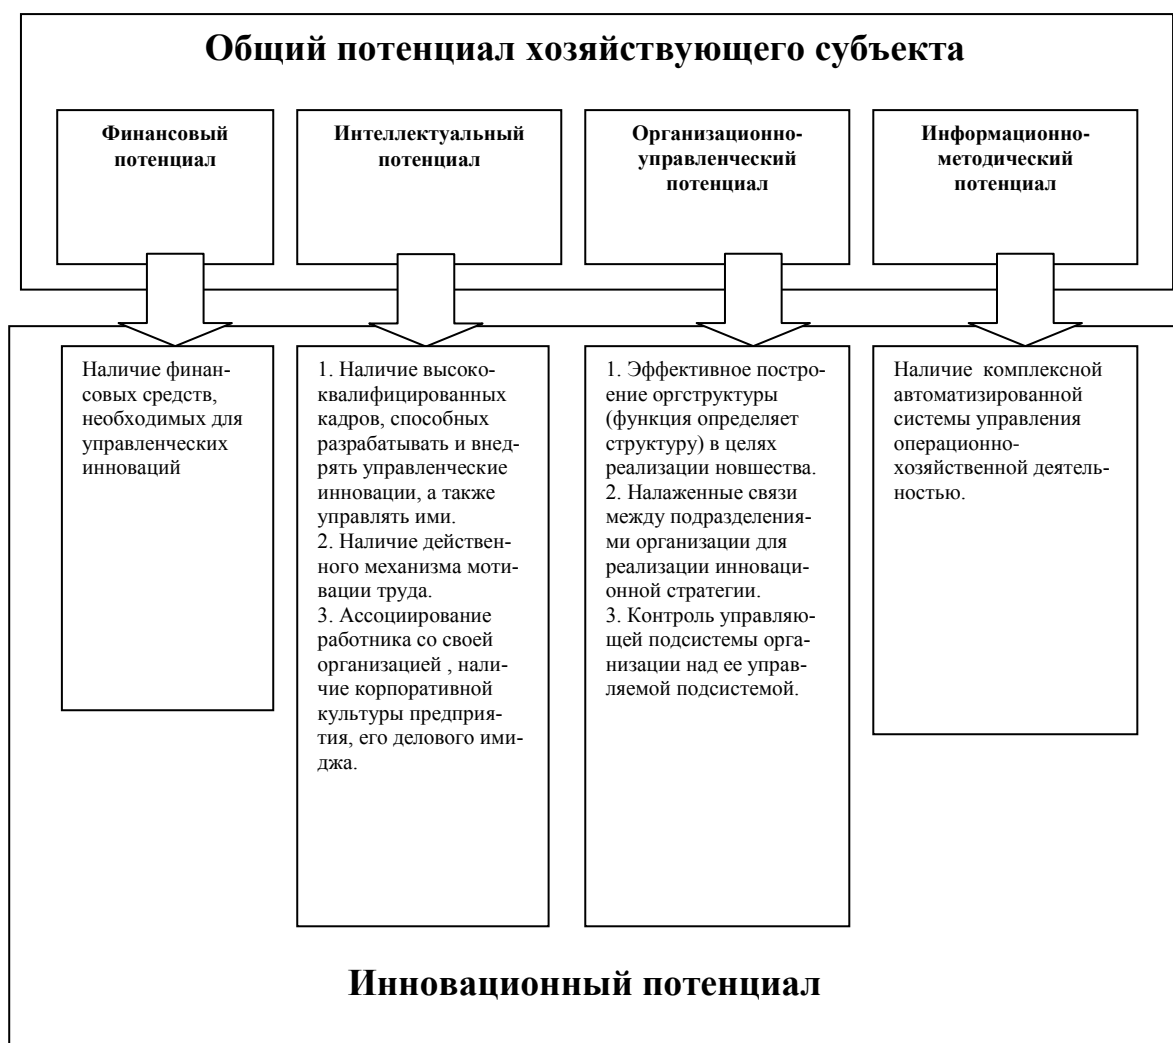 Общий потенциал хозяйствующего субъекта
Финансовый
потенциал
Интеллектуальный
потенциал
Организационно-
управленческий
потенциал
Информационно-
методический
потенциал
Наличие финан-
совых средств,
необходимых для
управленческих
инноваций
1. Наличие высоко-
квалифицированных
кадров, способных
разрабатывать и внед-
рять управленческие
инновации, а также
управлять ими.
2. Наличие действен-
ного механизма моти-
вации труда.
3. Ассоциирование
работника со своей
организацией , нали-
чие корпоративной
культуры предприя-
тия, его делового ими-
джа.
1. Эффективное построе-
ние оргструктуры
(функция определяет
структуру) в целях
реализации новшества.
2. Налаженные связи
между подразделения-
ми организации для
реализации инноваци-
онной стратегии.
3. Контроль управляю-
щей подсистемы орга-
низации над ее управ-
ляемой подсистемой.
Наличие  комплексной
автоматизированной
системы управления
операционно-
хозяйственной деятель-
ностью.
Инновационный потенциал